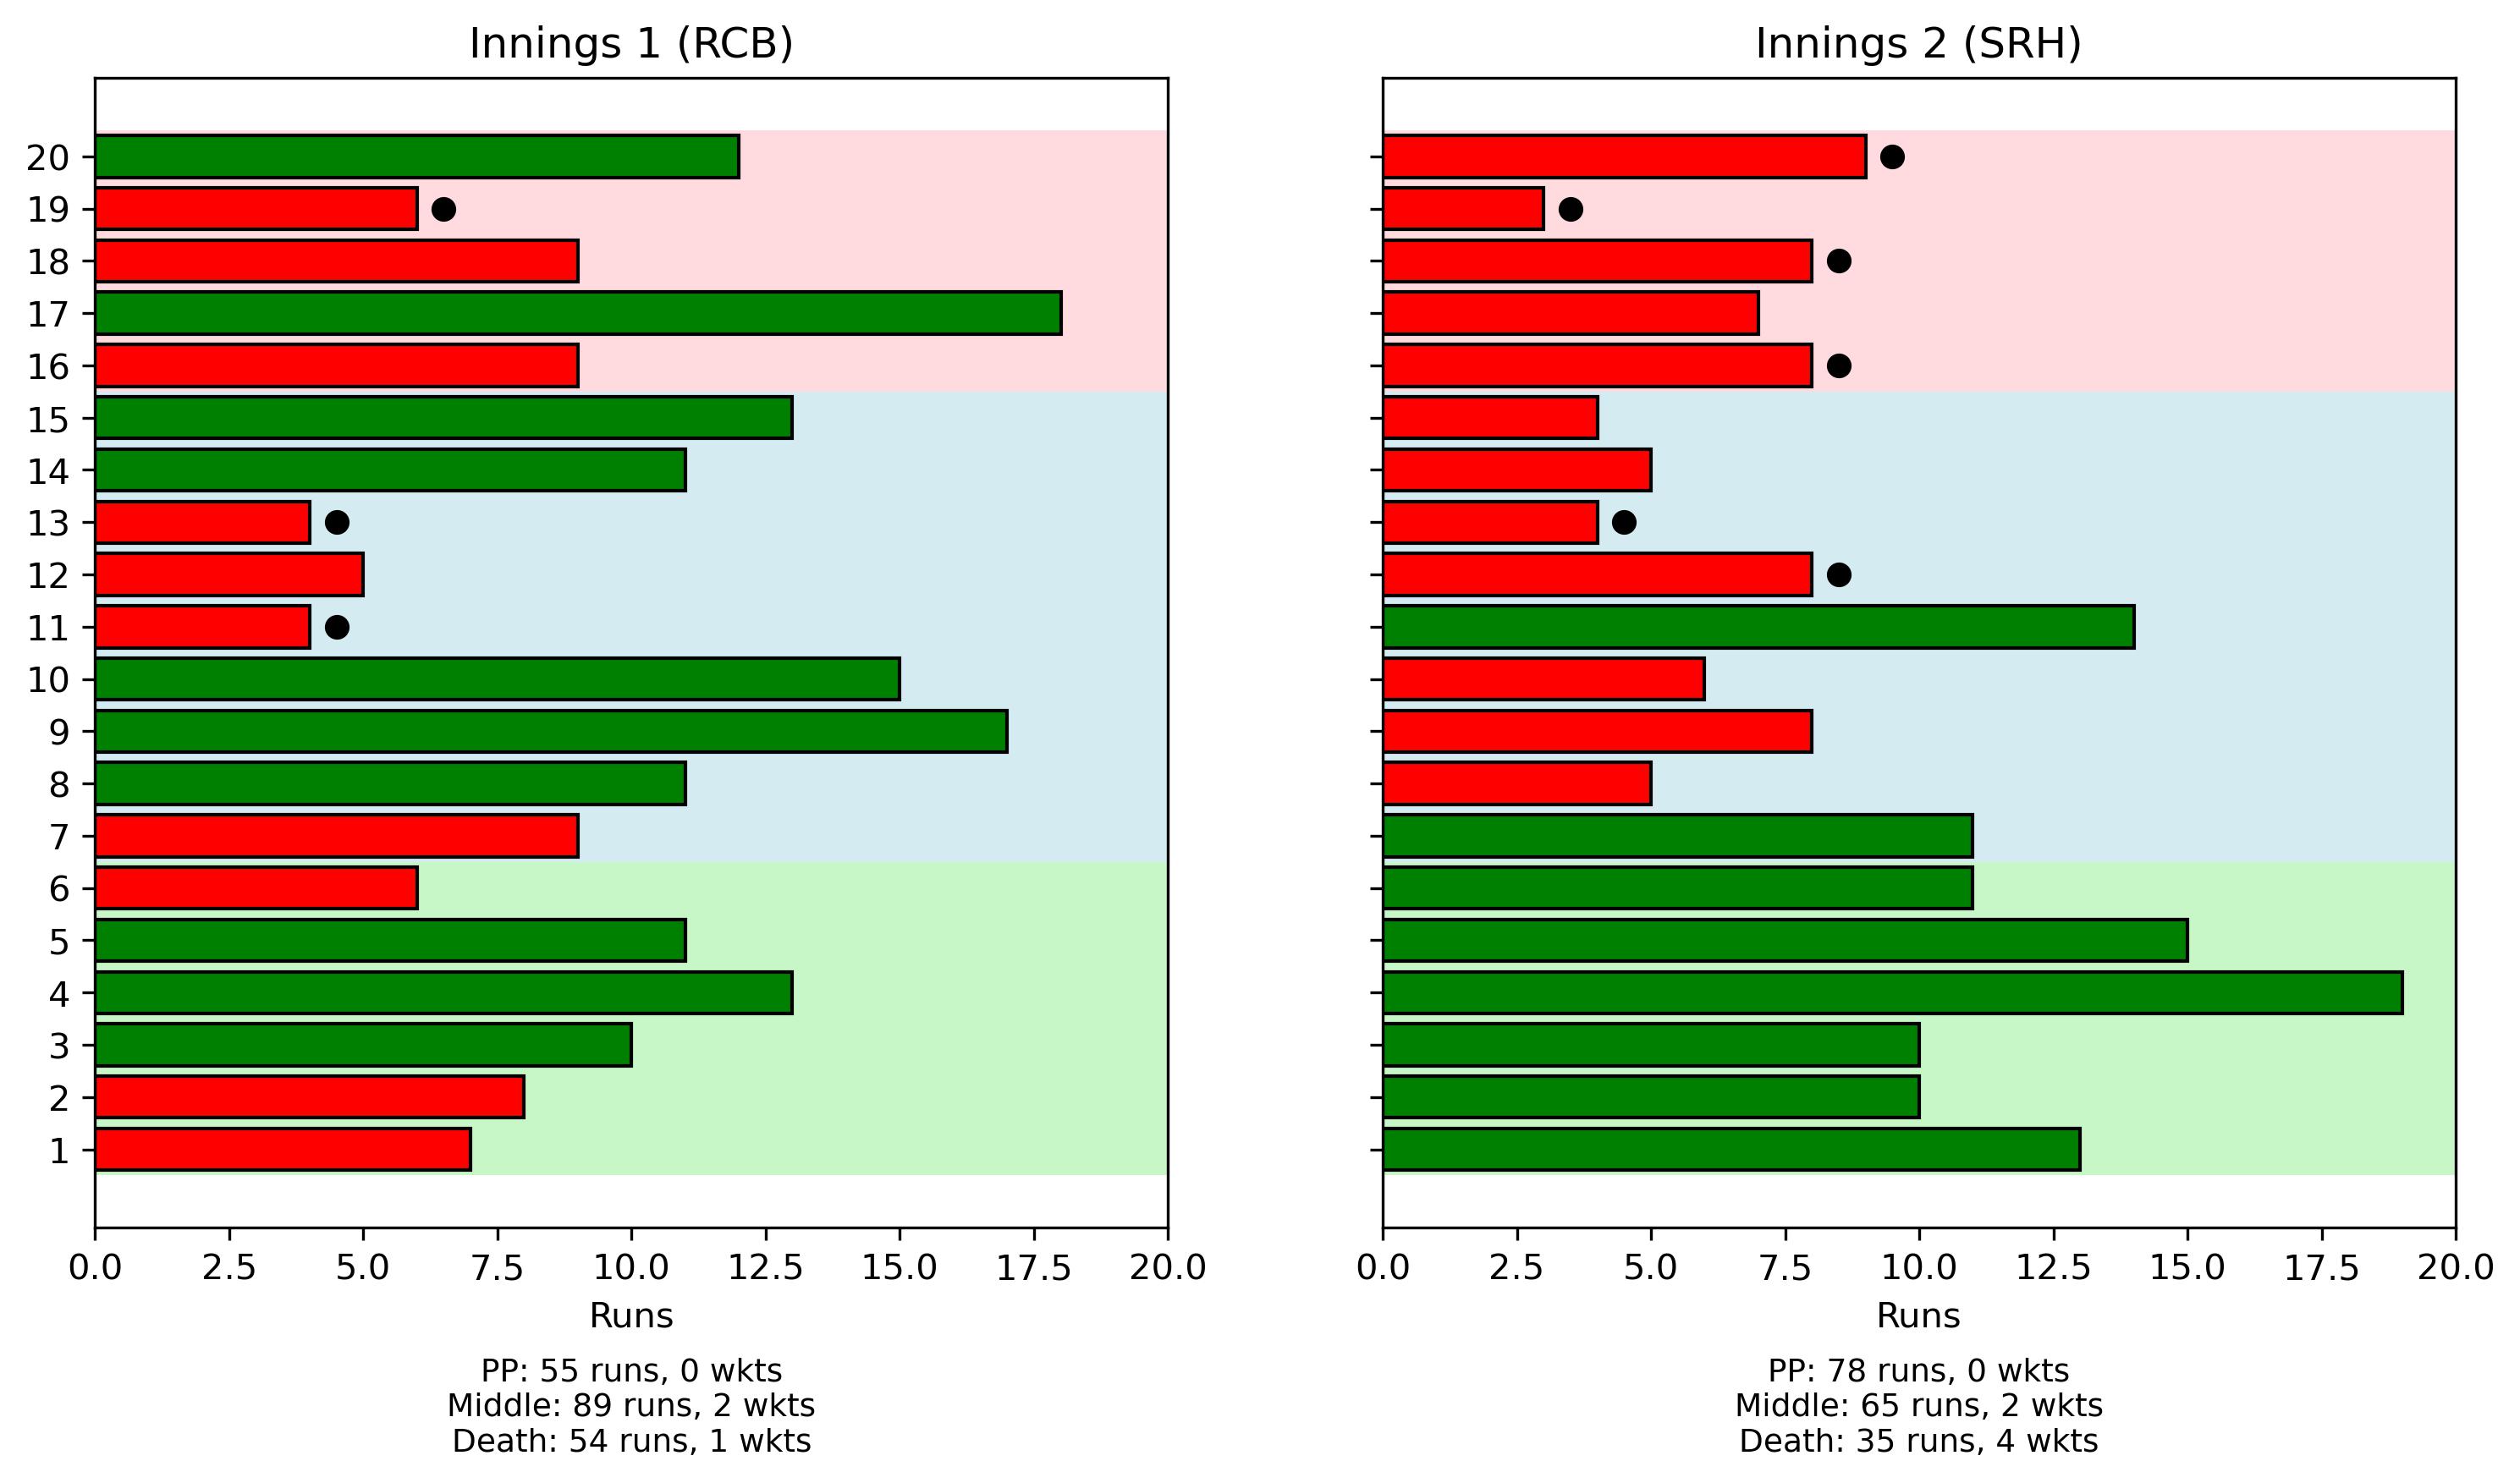 Innings 1 (RCB)
20
19
18
17
16
15
14
13
12
11
10
9
8
7
6
5
4
3
2
1
0.0 2.5 5.0 7.5 10.0 12.5 15.0 17.5 20.0
Runs
PP: 55 runs, 0 wkts
Middle: 89 runs, 2 wkts
Death: 54 runs, 1 wkts
Innings 2 (SRH)
0.0 2.5 5.0 7.5 10.0 12.5 15.0 17.5 20.0
Runs
PP: 78 runs, 0 wkts
Middle: 65 runs, 2 wkts
Death: 35 runs, 4 wkts